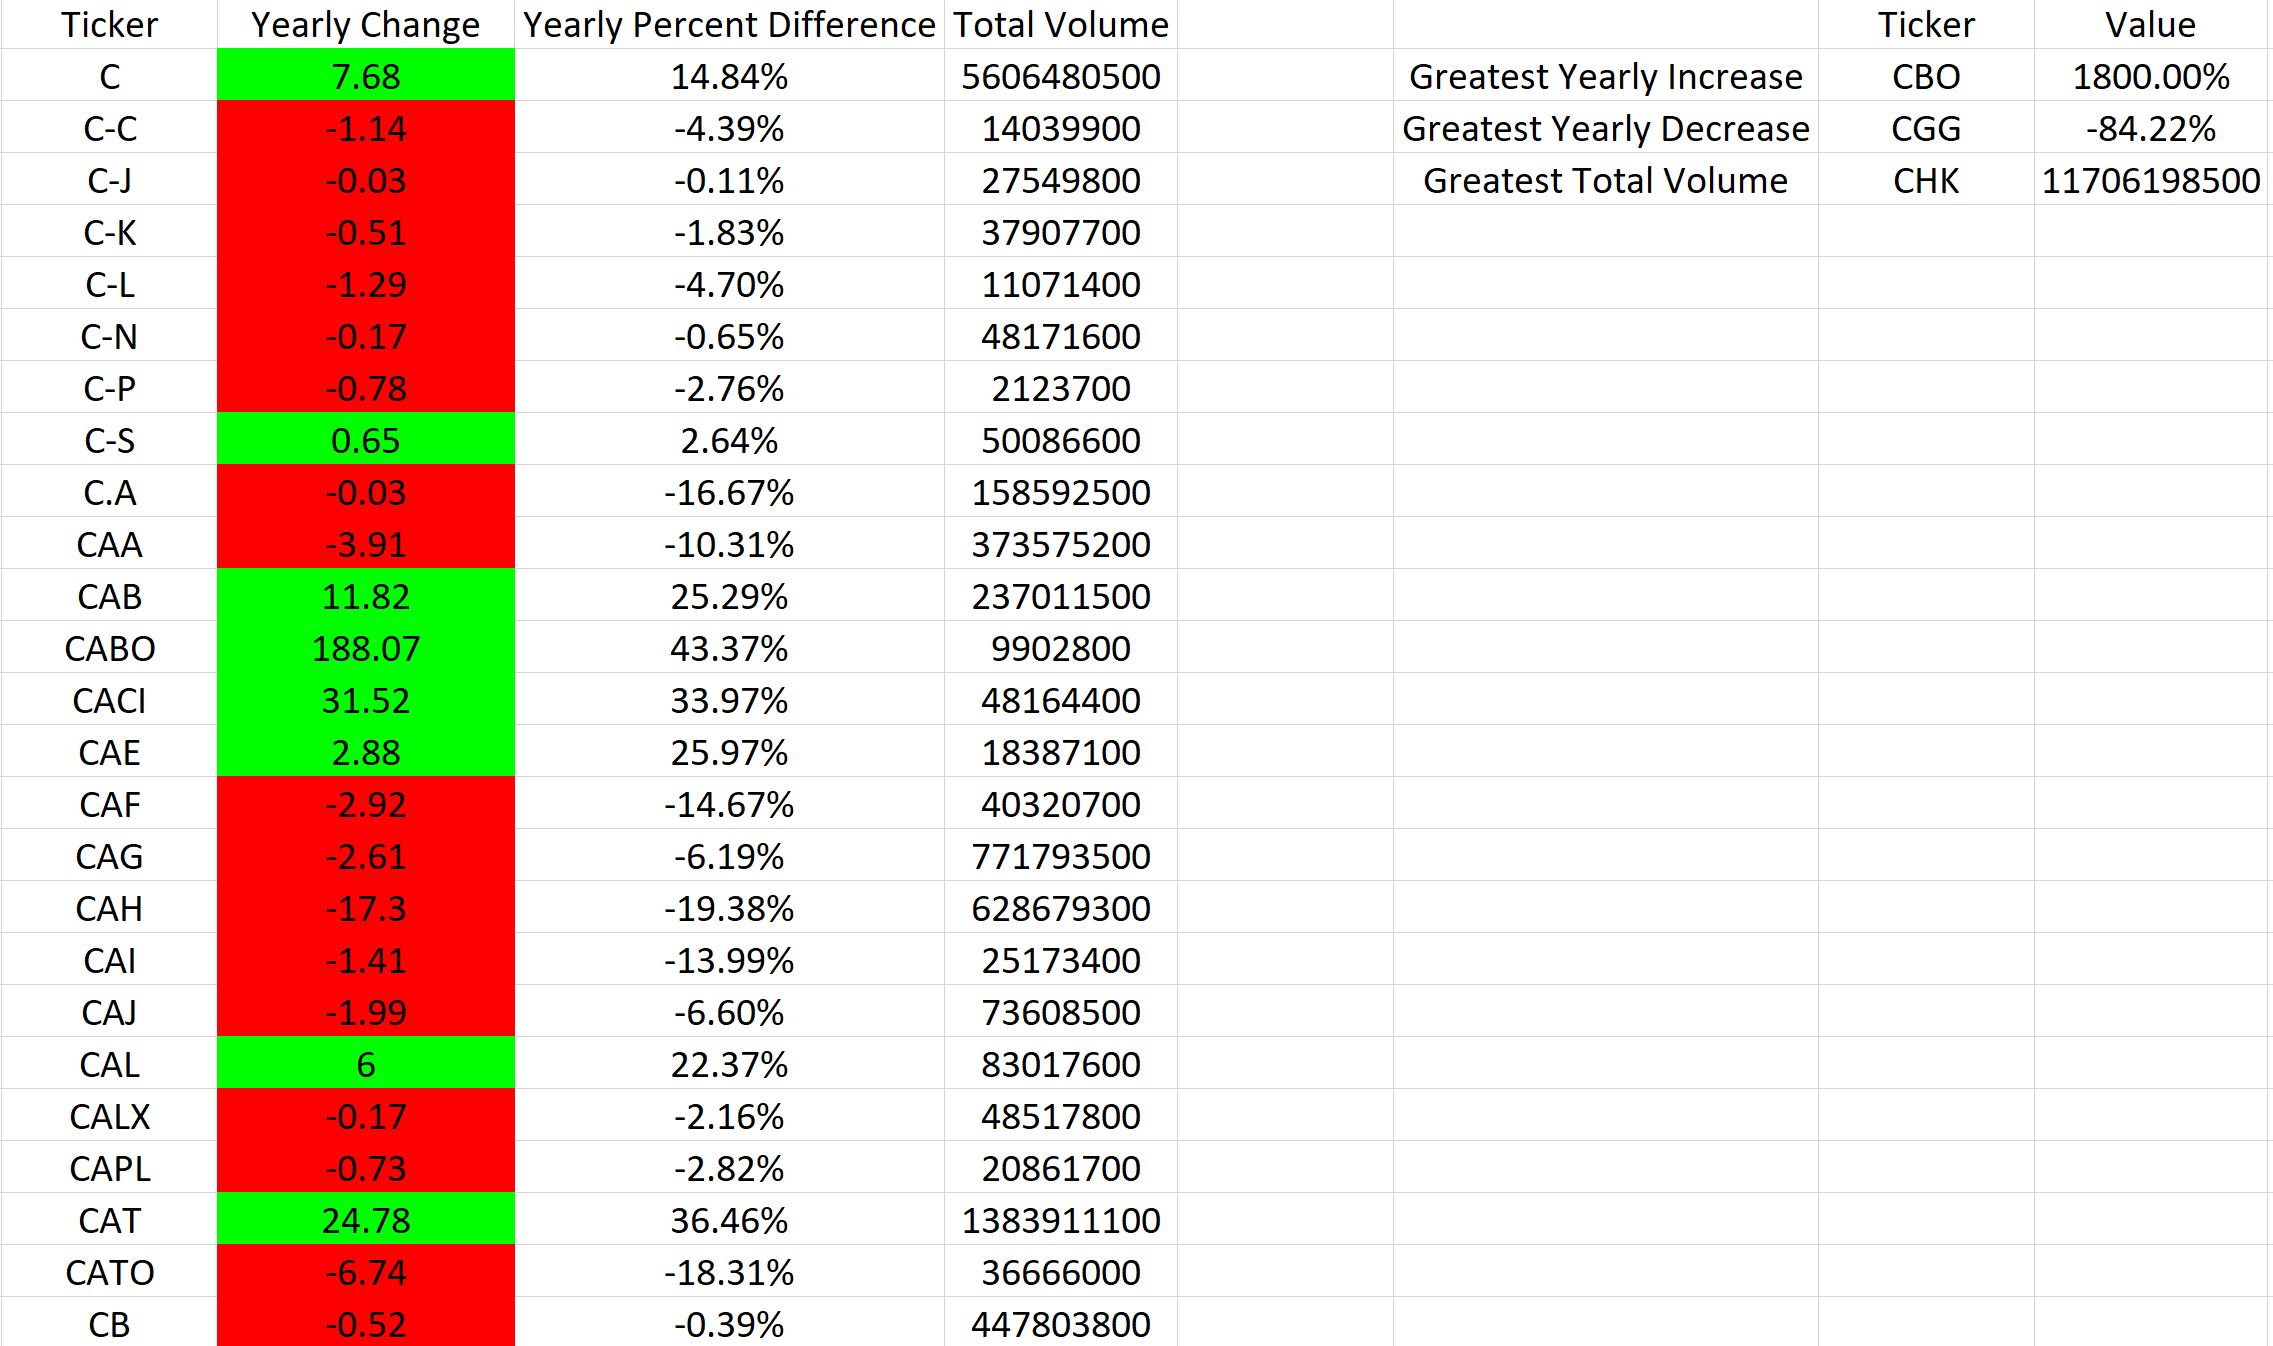 Ticker Yearly Change Yearly Percent Difference Total Volume Ticker Value
C 7.68 14.84% 5606480500 Greatest Yearly Increase CBO 1800.00%
C-C -1.14 -4.39% 14039900 Greatest Yearly Decrease CGG -84.22%
C-J -0.03 -0.11% 27549800 Greatest Total Volume CHK 11706198500
C-K -0.51 -1.83% 37907700
C-L -1.29 -4.70% 11071400
C-N -0.17 -0.65% 48171600
C-P -0.78 -2.76% 2123700
C-S 0.65 2.64% 50086600
C.A -0.03 -16.67% 158592500
CAA -3.91 -10.31% 373575200
CAB 11.82 25.29% 237011500
CABO 188.07 43.37% 9902800
CACI 31.52 33.97% 48164400
CAE 2.88 25.97% 18387100
CAF -2.92 -14.67% 40320700
CAG -2.61 -6.19% 771793500
CAH -17.3 -19.38% 628679300
CAI -1.41 -13.99% 25173400
CAJ -1.99 -6.60% 73608500
CAL 6 22.37% 83017600
CALX -0.17 -2.16% 48517800
CAPL -0.73 -2.82% 20861700
CAT 24.78 36.46% 1383911100
CATO -6.74 -18.31% 36666000
CB -0.52 -0.39% 447803800